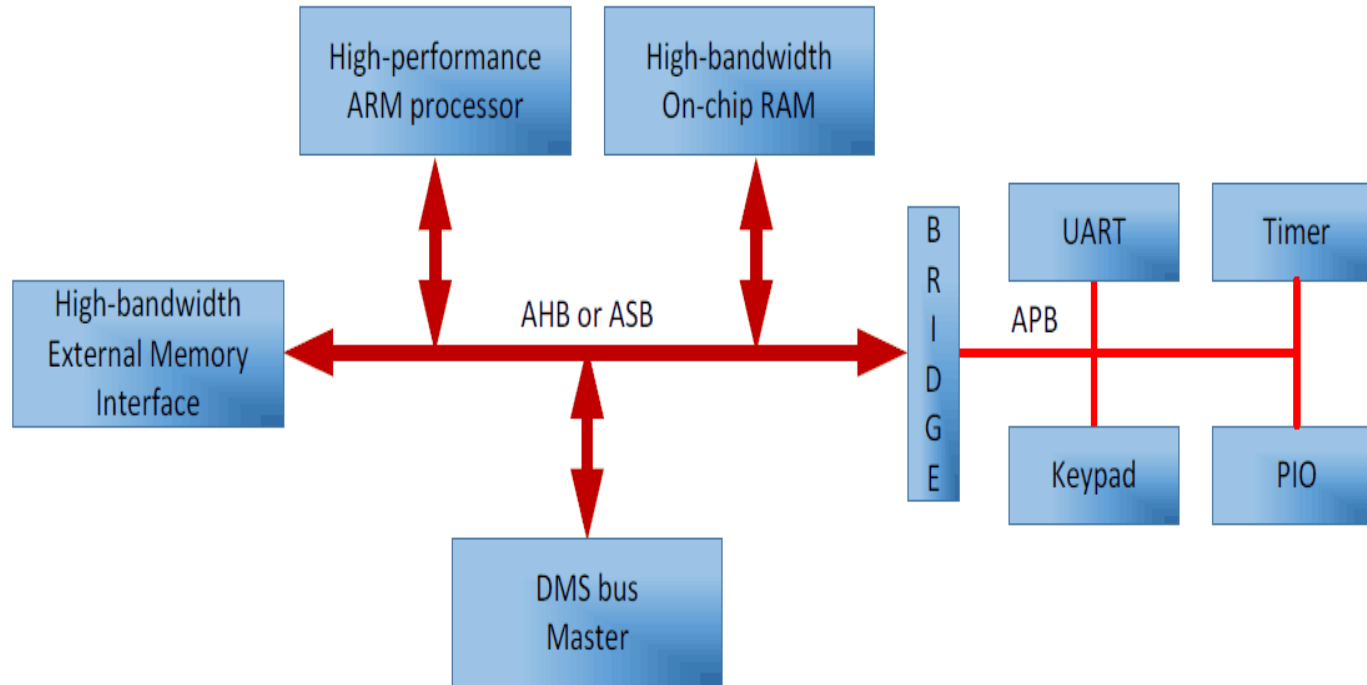 High-performance
ARM processor
High-bandwidth
On-chip RAM
B
R
I
D
G
E
UART
Timer
High-bandwidth
External Memory
Interface
AHB or ASB
APB
Keypad
PIO
DMS bus
Master